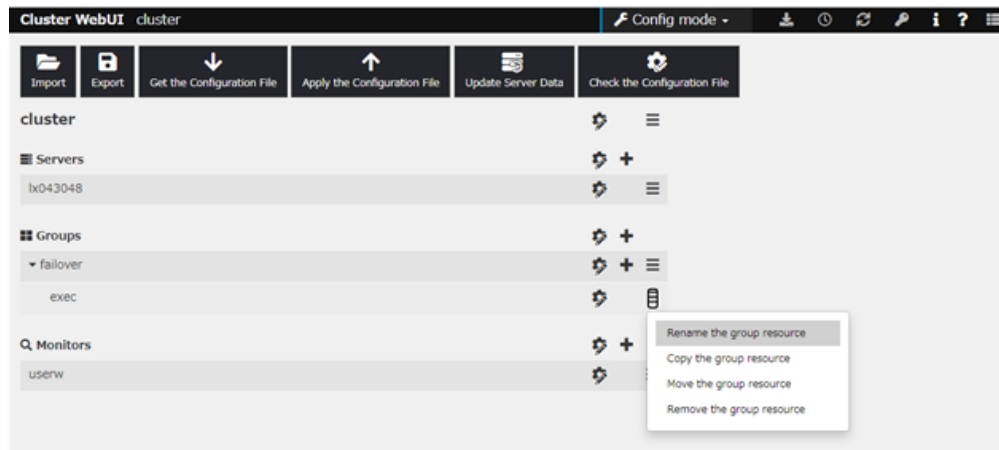 Cluster WebUI cluster Config mode
Import Export Get the Configuration File Apply the Configuration File Update Server Data Check the Configuration File
cluster
Servers
lx043048
Groups
failover
exec
Rename the group resource
Copy the group resource
Move the group resource
Remove the group resource
Monitors
userw